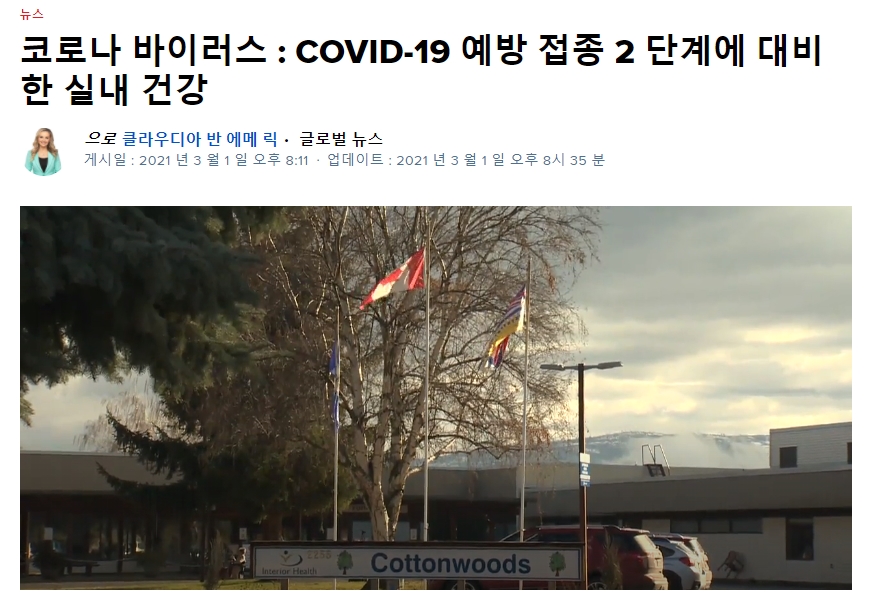 뉴스
코로나 바이러스 : COVID-19 예방 접종 2 단계에 대비
한 실내 건강
으로 클라우디아 반 에메 릭 · 글로벌 뉴스
게시일 : 2021 년 3 월 1 일 오후 8:11 · 업데이트 : 2021 년 3 월 1 일 오후 8시 35 분
2255
Interior Health
Cottonwoods